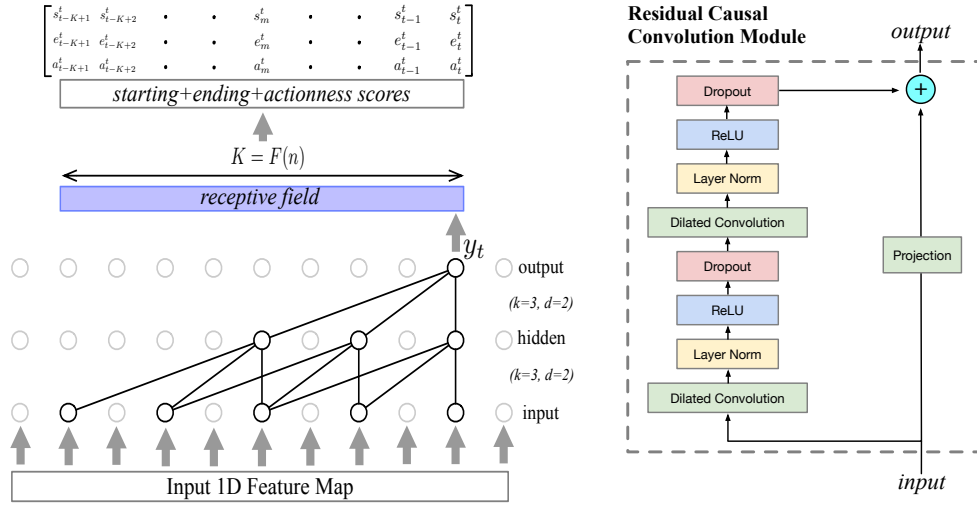 s^t_{t-K+1} s^t_{t-K+2} · · s^t_m · · s^t_{t-1} s^t_t
e^t_{t-K+1} e^t_{t-K+2} · · e^t_m · · e^t_{t-1} e^t_t
a^t_{t-K+1} a^t_{t-K+2} · · a^t_m · · a^t_{t-1} a^t_t
starting+ending+actionness scores
K = F(n)
receptive field
y_t
output
(k=3, d=2)
hidden
(k=3, d=2)
input
Input 1D Feature Map
Residual Causal
Convolution Module
output
Dropout
+
ReLU
Layer Norm
Dilated Convolution
Dropout
Projection
ReLU
Layer Norm
Dilated Convolution
input